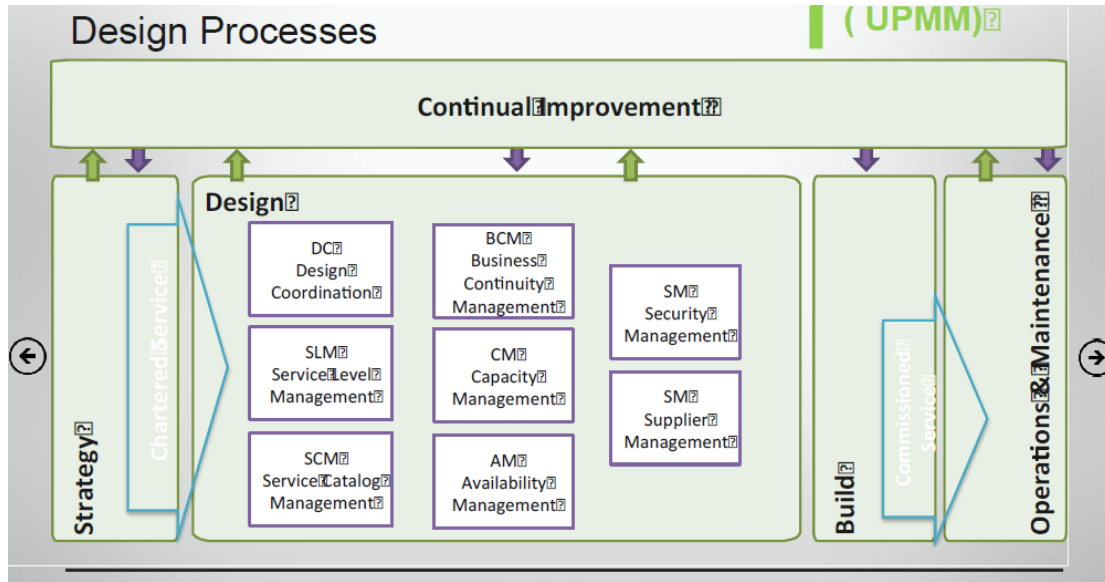 Design Processes
( UPMM)⍰
Continual⍰Improvement⍰⍰
Strategy⍰
Chartered⍰Service⍰
Design⍰
DC⍰
Design⍰
Coordination⍰
SLM⍰
Service⍰Level⍰
Management⍰
SCM⍰
Service⍰Catalog⍰
Management⍰
BCM⍰
Business⍰
Continuity⍰
Management⍰
CM⍰
Capacity⍰
Management⍰
AM⍰
Availability⍰
Management⍰
SM⍰
Security⍰
Management⍰
SM⍰
Supplier⍰
Management⍰
Build⍰
Commissioned⍰
Service⍰
Operations⍰&⍰Maintenance⍰⍰